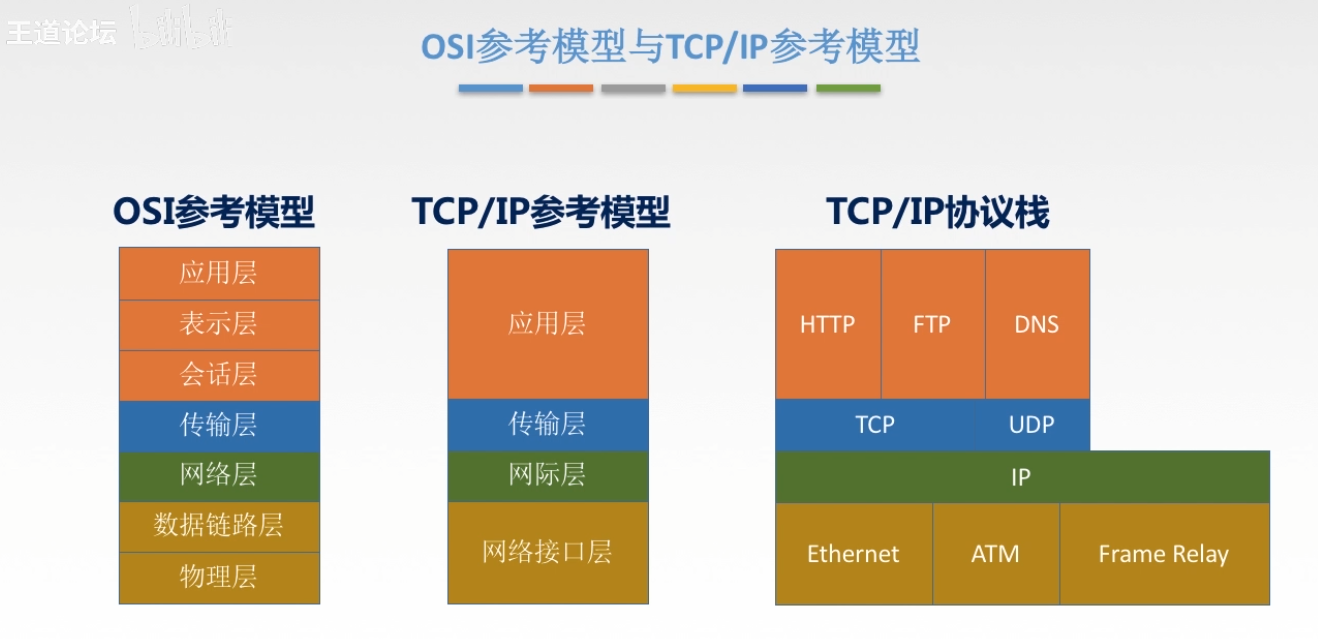 王道论坛 bilibili
OSI参考模型与TCP/IP参考模型
OSI参考模型
应用层
表示层
会话层
传输层
网络层
数据链路层
物理层
TCP/IP参考模型
应用层
传输层
网际层
网络接口层
TCP/IP协议栈
HTTP FTP DNS
TCP UDP
IP
Ethernet ATM Frame Relay